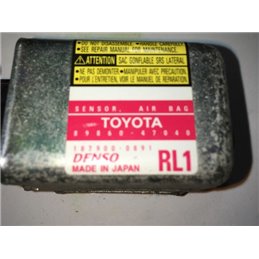 • DO NOT DISASSEMBLE • HANDLE CAREFULLY
• SEE REPAIR MANUAL FOR MAINTENANCE
ATTENTION SAC GONFLABLE SRS LATERAL
• NE PAS DEMONTER • MANIPULER AVEC PRECAUTION
• POUR L'ENTRETIEN, VOIR LE MANUEL DE REPARATION
SENSOR, AIR BAG
TOYOTA
89860-47040
187900-0891
DENSO
MADE IN JAPAN
RL1